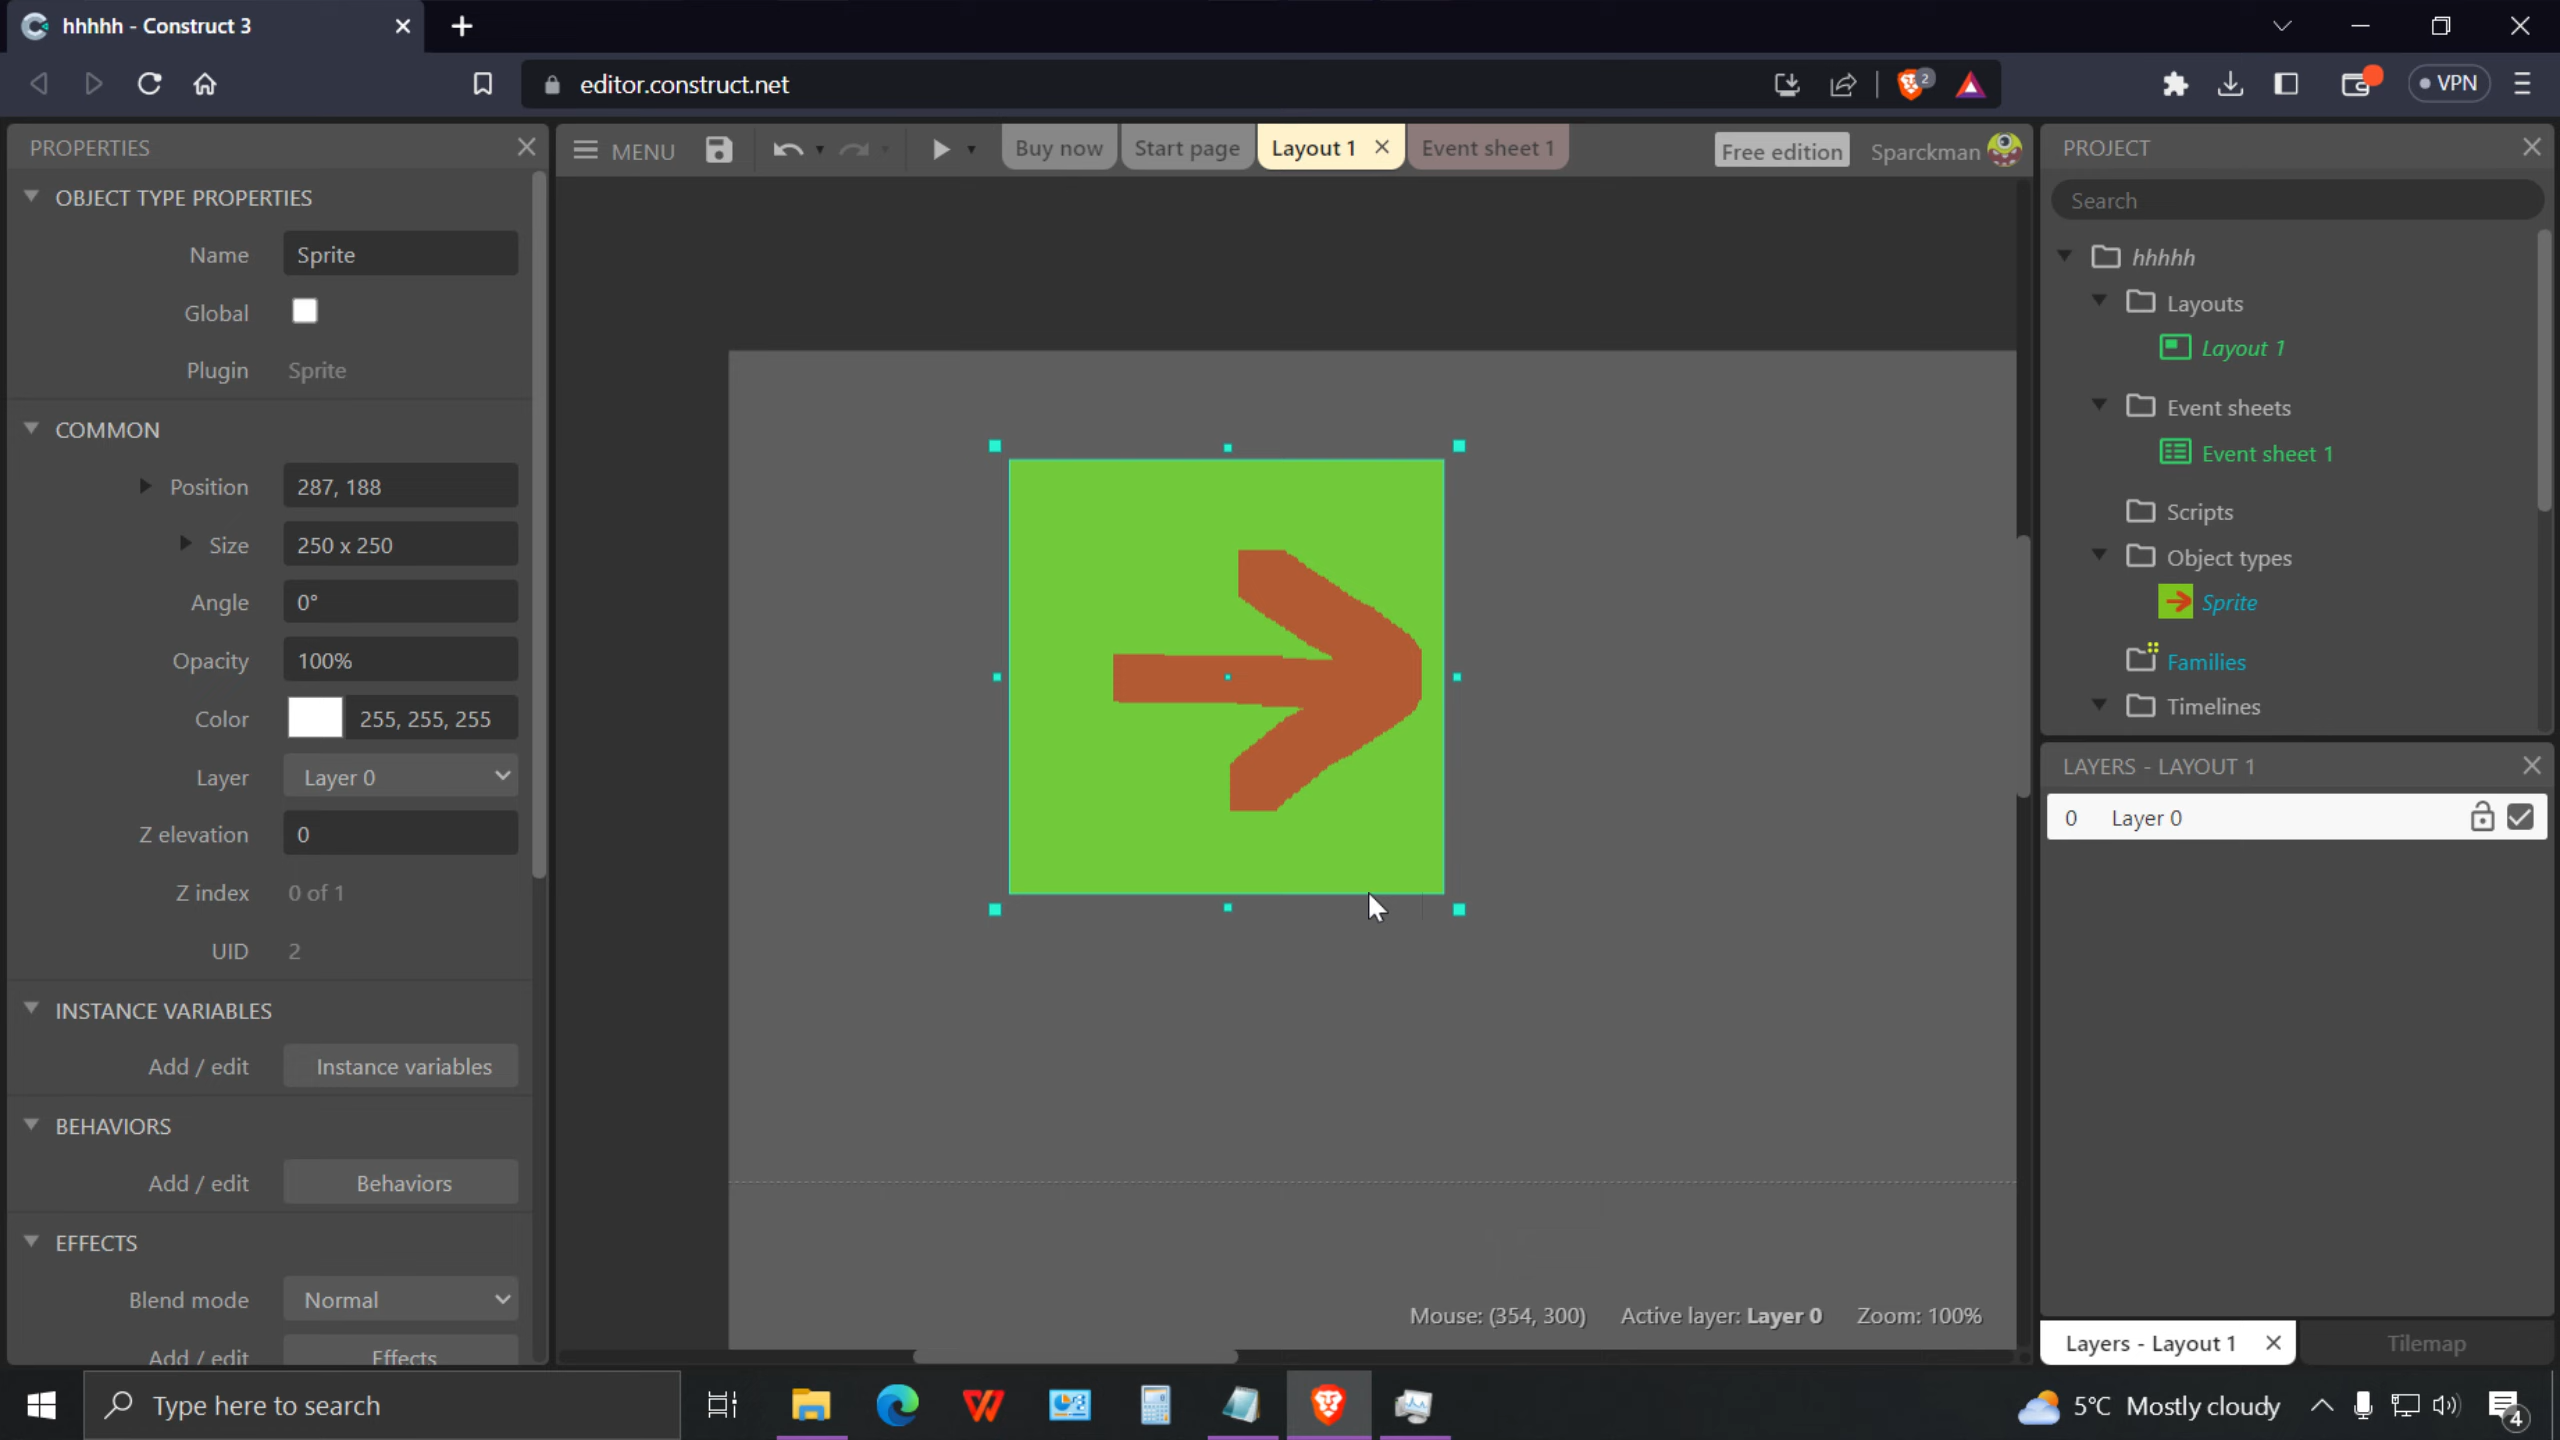 hhhhh - Construct 3
editor.construct.net
2
VPN
PROPERTIES
OBJECT TYPE PROPERTIES
Name Sprite
Global
Plugin Sprite
COMMON
Position 287, 188
Size 250 x 250
Angle 0°
Opacity 100%
Color 255, 255, 255
Layer Layer 0
Z elevation 0
Z index 0 of 1
UID 2
INSTANCE VARIABLES
Add / edit Instance variables
BEHAVIORS
Add / edit Behaviors
EFFECTS
Blend mode Normal
Add / edit Effects
MENU
Buy now
Start page
Layout 1
Event sheet 1
Free edition
Sparckman
Mouse: (354, 300) Active layer: Layer 0 Zoom: 100%
PROJECT
Search
hhhhh
Layouts
Layout 1
Event sheets
Event sheet 1
Scripts
Object types
Sprite
Families
Timelines
LAYERS - LAYOUT 1
0 Layer 0
Layers - Layout 1
Tilemap
Type here to search
5°C Mostly cloudy
4